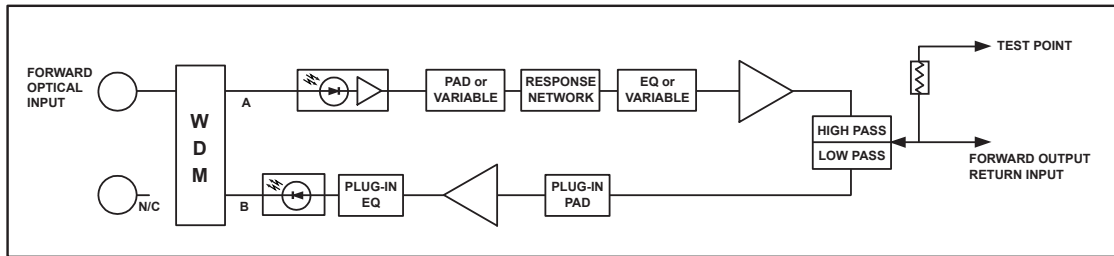 FORWARD
OPTICAL
INPUT
N/C
W
D
M
A
B
PAD or
VARIABLE
RESPONSE
NETWORK
EQ or
VARIABLE
PLUG-IN
EQ
PLUG-IN
PAD
HIGH PASS
LOW PASS
TEST POINT
FORWARD OUTPUT
RETURN INPUT